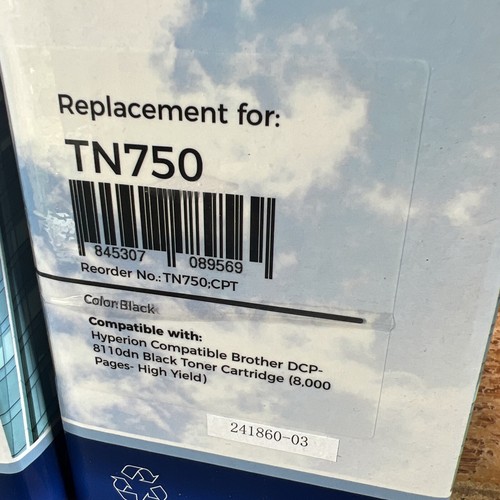 Replacement for:
TN750
845307 089569
Reorder No.:TN750;CPT
Color:Black
Compatible with:
Hyperion Compatible Brother DCP-
8110dn Black Toner Cartridge (8,000
Pages- High Yield)
241860-03